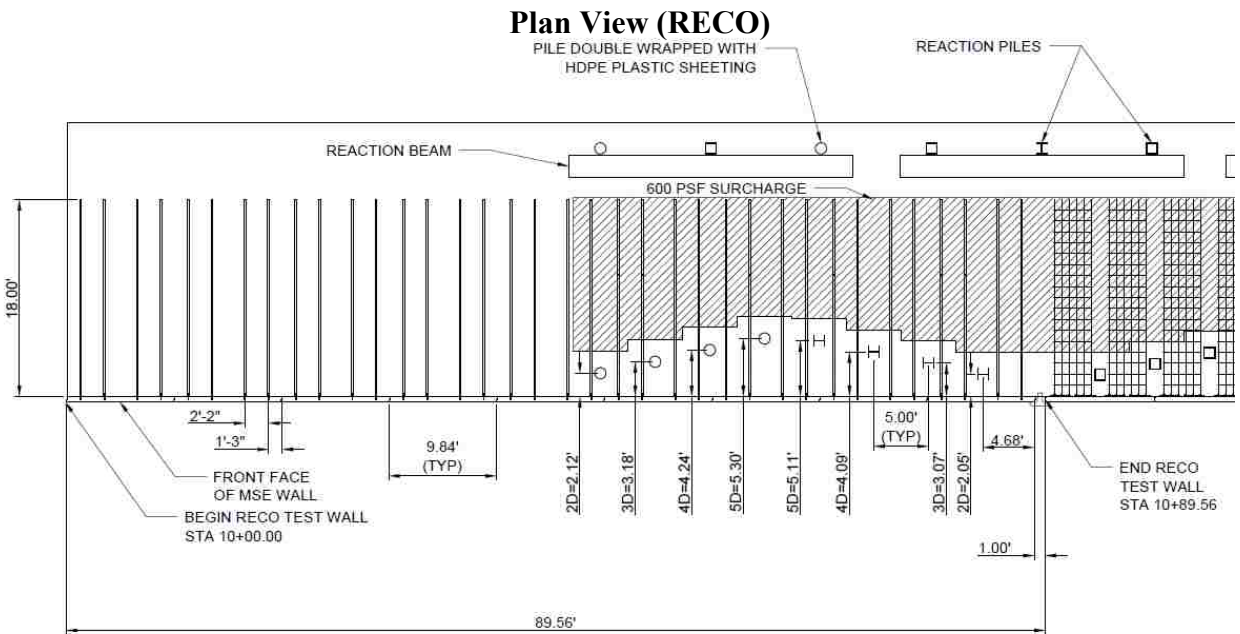 Plan View (RECO)
PILE DOUBLE WRAPPED WITH
HDPE PLASTIC SHEETING
REACTION PILES
REACTION BEAM
600 PSF SURCHARGE
18.00'
2'-2"
1'-3"
9.84'
(TYP)
5.00'
(TYP)
4.68'
2D=2.12'
3D=3.18'
4D=4.24'
5D=5.30'
5D=5.11'
4D=4.09'
3D=3.07'
2D=2.05'
FRONT FACE
OF MSE WALL
BEGIN RECO TEST WALL
STA 10+00.00
END RECO
TEST WALL
STA 10+89.56
1.00'
89.56'